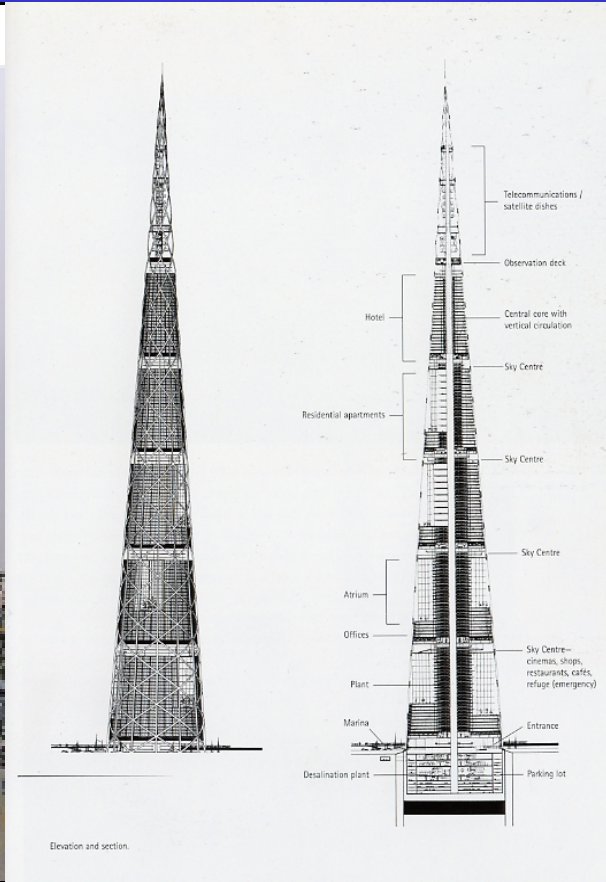 Telecommunications /
satellite dishes
Observation deck
Hotel
Central core with
vertical circulation
Sky Centre
Residential apartments
Sky Centre
Sky Centre
Atrium
Offices
Sky Centre—
cinemas, shops,
restaurants, cafés,
refuge (emergency)
Plant
Marina
Entrance
Desalination plant
Parking lot
Elevation and section.